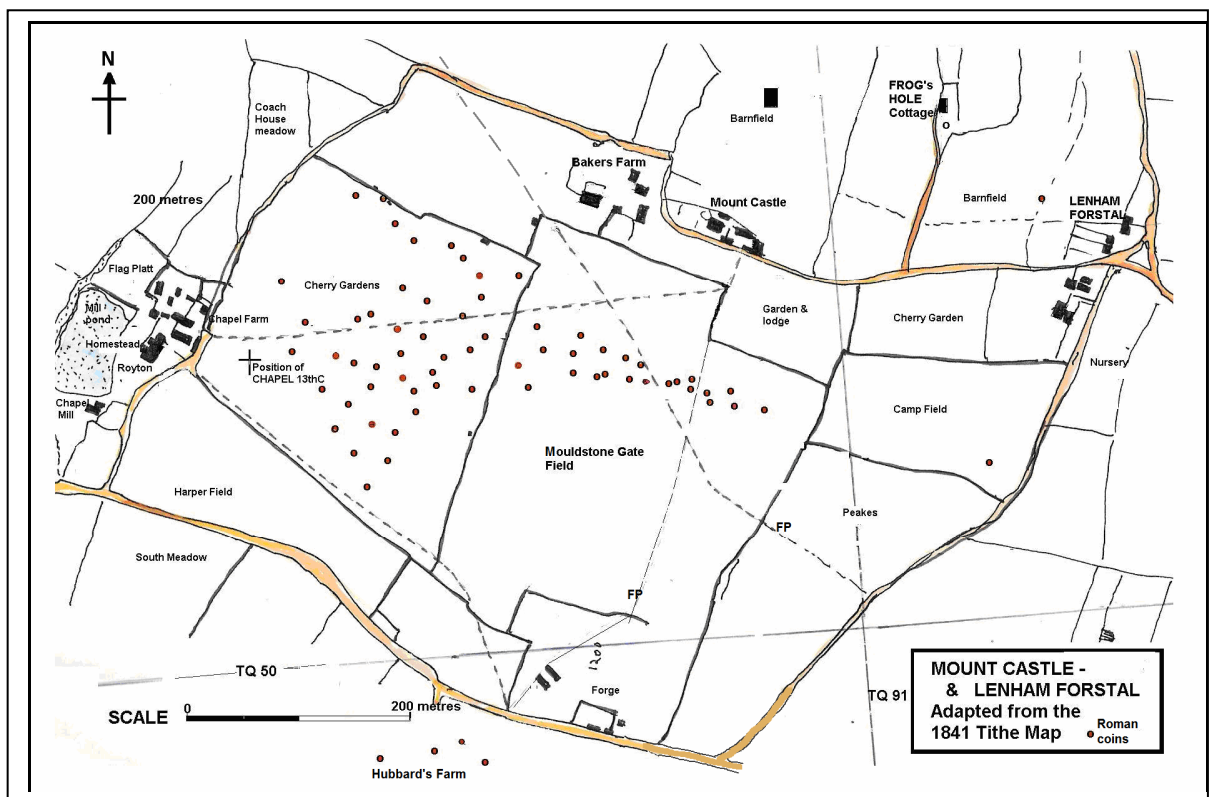 N
Coach
House
meadow
200 metres
Flag Platt
Mill
pond
Homestead
Royton
Chapel Farm
Chapel
Mill
Position of
CHAPEL 13thC
Cherry Gardens
Bakers Farm
Mount Castle
Barnfield
FROG's
HOLE
Cottage
Barnfield
LENHAM
FORSTAL
Garden &
lodge
Cherry Garden
Nursery
Camp Field
Mouldstone Gate
Field
Peakes
FP
FP
Harper Field
South Meadow
TQ 50
1200
Forge
TQ 91
SCALE
0
200 metres
Hubbard's Farm
MOUNT CASTLE -
& LENHAM FORSTAL
Adapted from the
1841 Tithe Map
Roman
coins